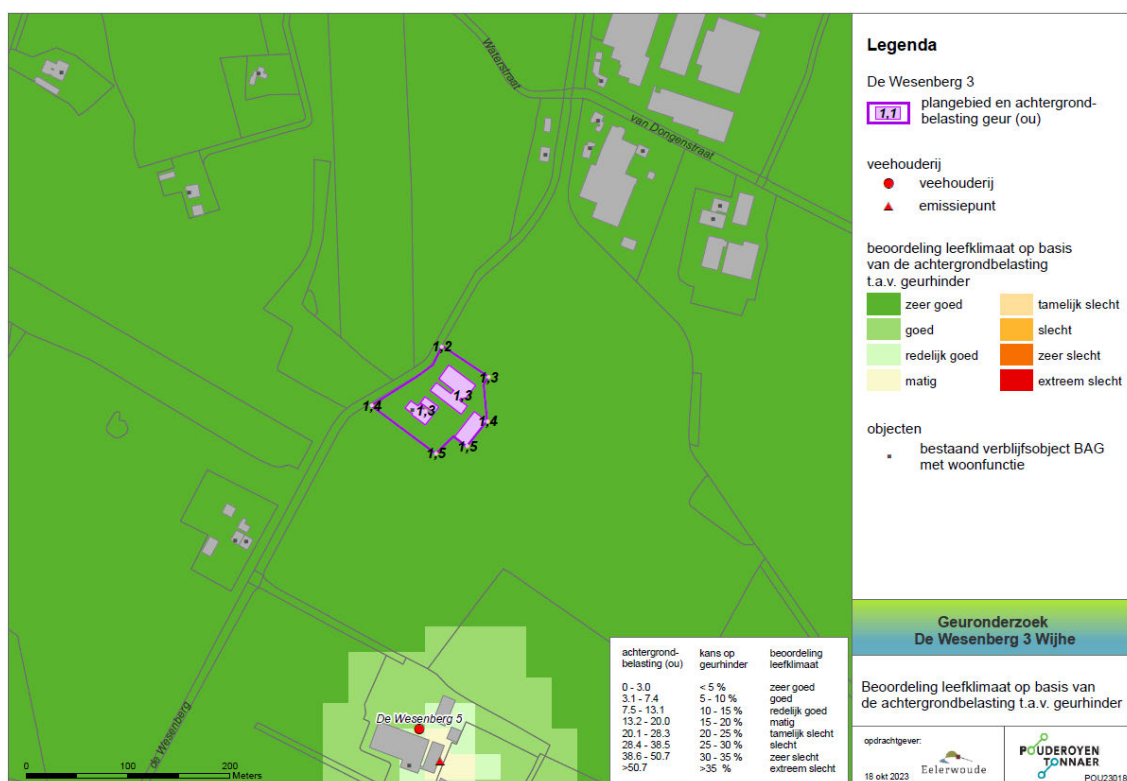 Waterstraat
van Dongenstraat
1,2
1,3
1,3
1,4
1,3
1,4
1,5
1,5
de Wesenberg
De Wesenberg 5
0 100 200
Meters
achtergrond- kans op beoordeling
belasting (ou) geurhinder leefklimaat
0 - 3.0 < 5 % zeer goed
3.1 - 7.4 5 - 10 % goed
7.5 - 13.1 10 - 15 % redelijk goed
13.2 - 20.0 15 - 20 % matig
20.1 - 28.3 20 - 25 % tamelijk slecht
28.4 - 38.5 25 - 30 % slecht
38.6 - 50.7 30 - 35 % zeer slecht
>50.7 >35 % extreem slecht
Legenda
De Wesenberg 3
1,1
plangebied en achtergrond-
belasting geur (ou)
veehouderij
veehouderij
emissiepunt
beoordeling leefklimaat op basis
van de achtergrondbelasting
t.a.v. geurhinder
zeer goed tamelijk slecht
goed slecht
redelijk goed zeer slecht
matig extreem slecht
objecten
bestaand verblijfsobject BAG
met woonfunctie
Geuronderzoek
De Wesenberg 3 Wijhe
Beoordeling leefklimaat op basis van
de achtergrondbelasting t.a.v. geurhinder
opdrachtgever:
Eelerwoude
18 okt 2023
POUDEROYEN
TONNAER
POU23018